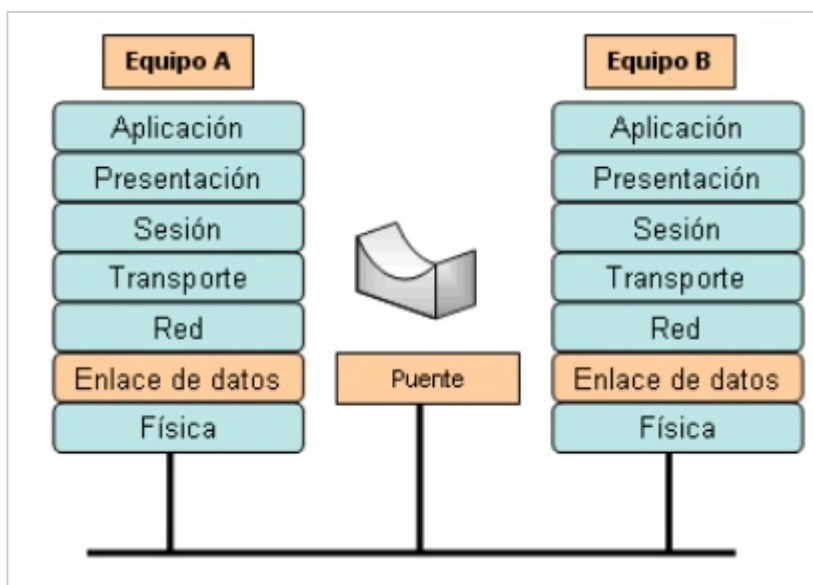 Equipo A
Aplicación
Presentación
Sesión
Transporte
Red
Enlace de datos
Física
Puente
Equipo B
Aplicación
Presentación
Sesión
Transporte
Red
Enlace de datos
Física